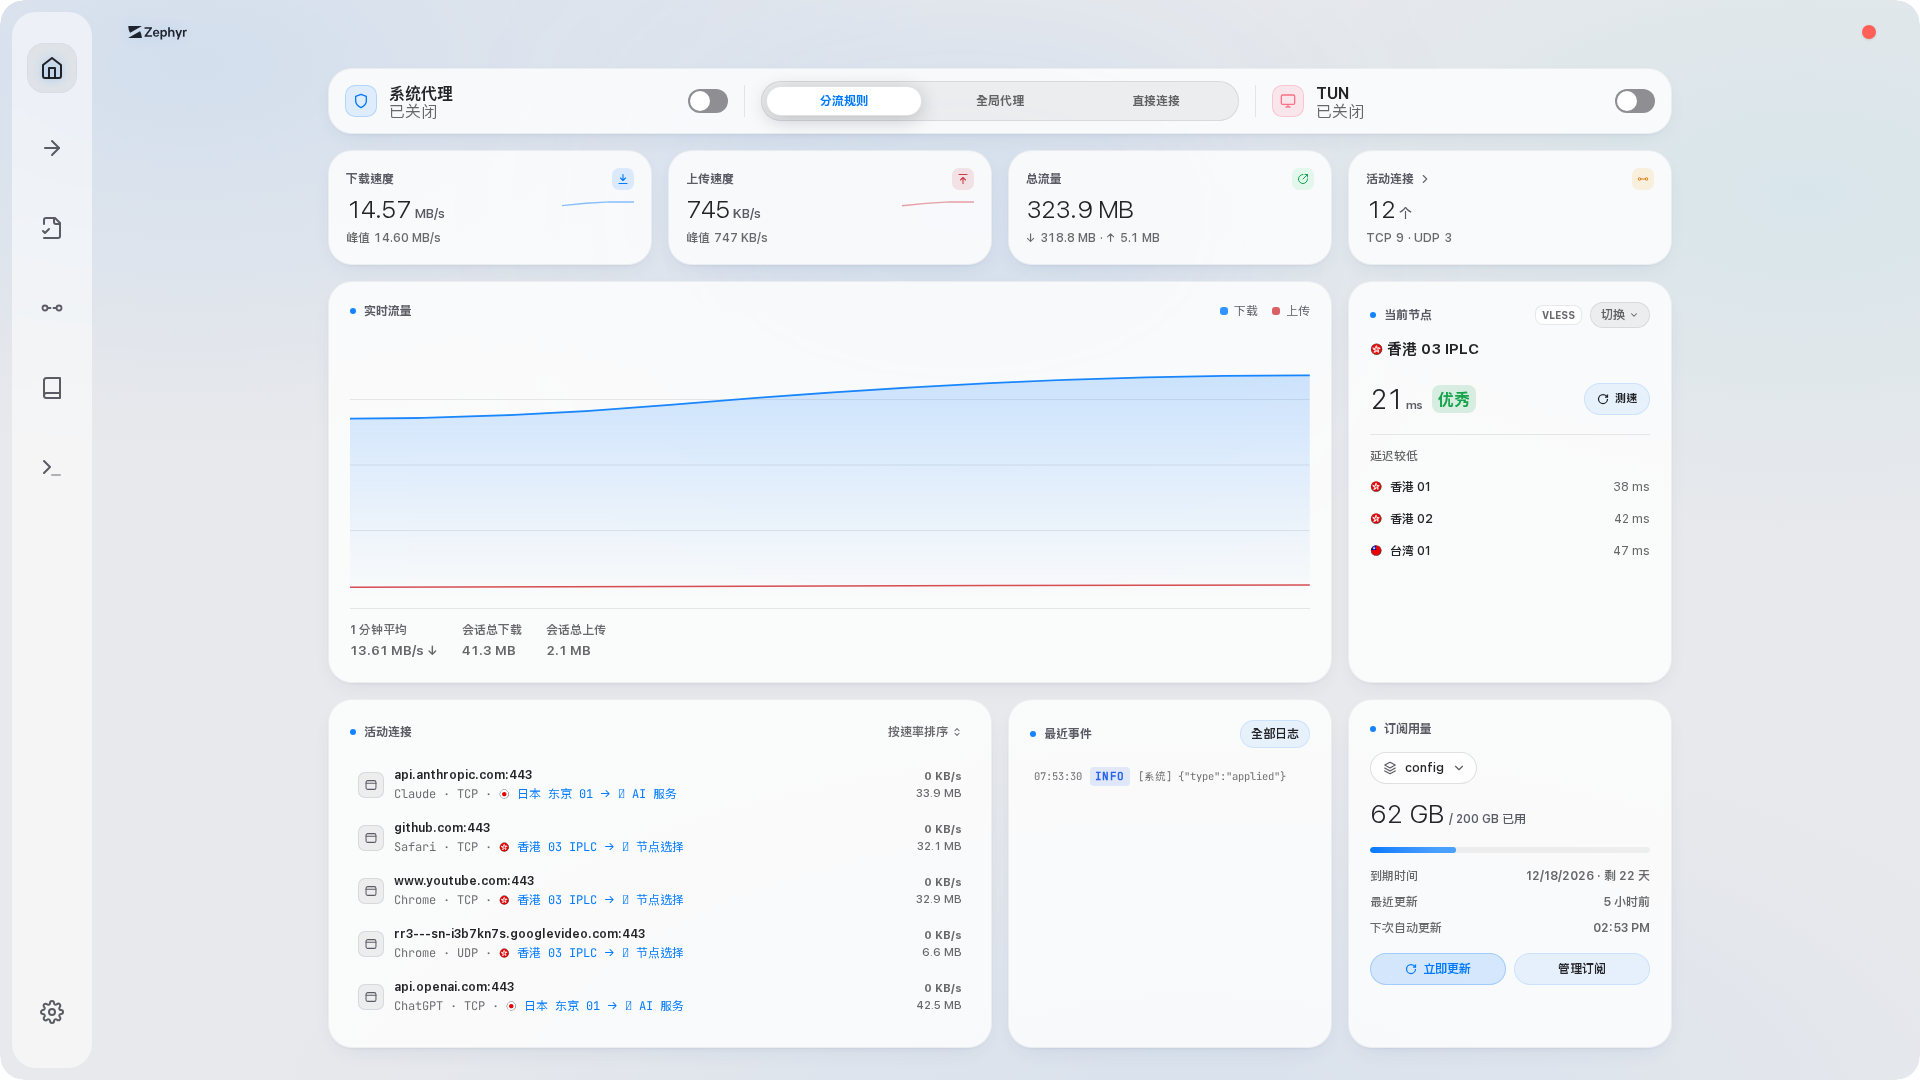 Zephyr
系统代理
已关闭
分流规则
全局代理
直接连接
TUN
已关闭
下载速度
14.57 MB/s
峰值 14.60 MB/s
上传速度
745 KB/s
峰值 747 KB/s
总流量
323.9 MB
↓ 318.8 MB · ↑ 5.1 MB
活动连接
12 个
TCP 9 · UDP 3
实时流量
下载
上传
1 分钟平均
13.61 MB/s ↓
会话总下载
41.3 MB
会话总上传
2.1 MB
当前节点
VLESS
切换
香港 03 IPLC
21 ms
优秀
测速
延迟较低
香港 01
38 ms
香港 02
42 ms
台湾 01
47 ms
活动连接
按速率排序
api.anthropic.com:443
0 KB/s
Claude · TCP · 日本 东京 01 → AI 服务
33.9 MB
github.com:443
0 KB/s
Safari · TCP · 香港 03 IPLC → 节点选择
32.1 MB
www.youtube.com:443
0 KB/s
Chrome · TCP · 香港 03 IPLC → 节点选择
32.9 MB
rr3---sn-i3b7kn7s.googlevideo.com:443
0 KB/s
Chrome · UDP · 香港 03 IPLC → 节点选择
6.6 MB
api.openai.com:443
0 KB/s
ChatGPT · TCP · 日本 东京 01 → AI 服务
42.5 MB
最近事件
全部日志
07:53:30 INFO [系统] {"type":"applied"}
订阅用量
config
62 GB / 200 GB 已用
到期时间
12/18/2026 · 剩 22 天
最近更新
5 小时前
下次自动更新
02:53 PM
立即更新
管理订阅